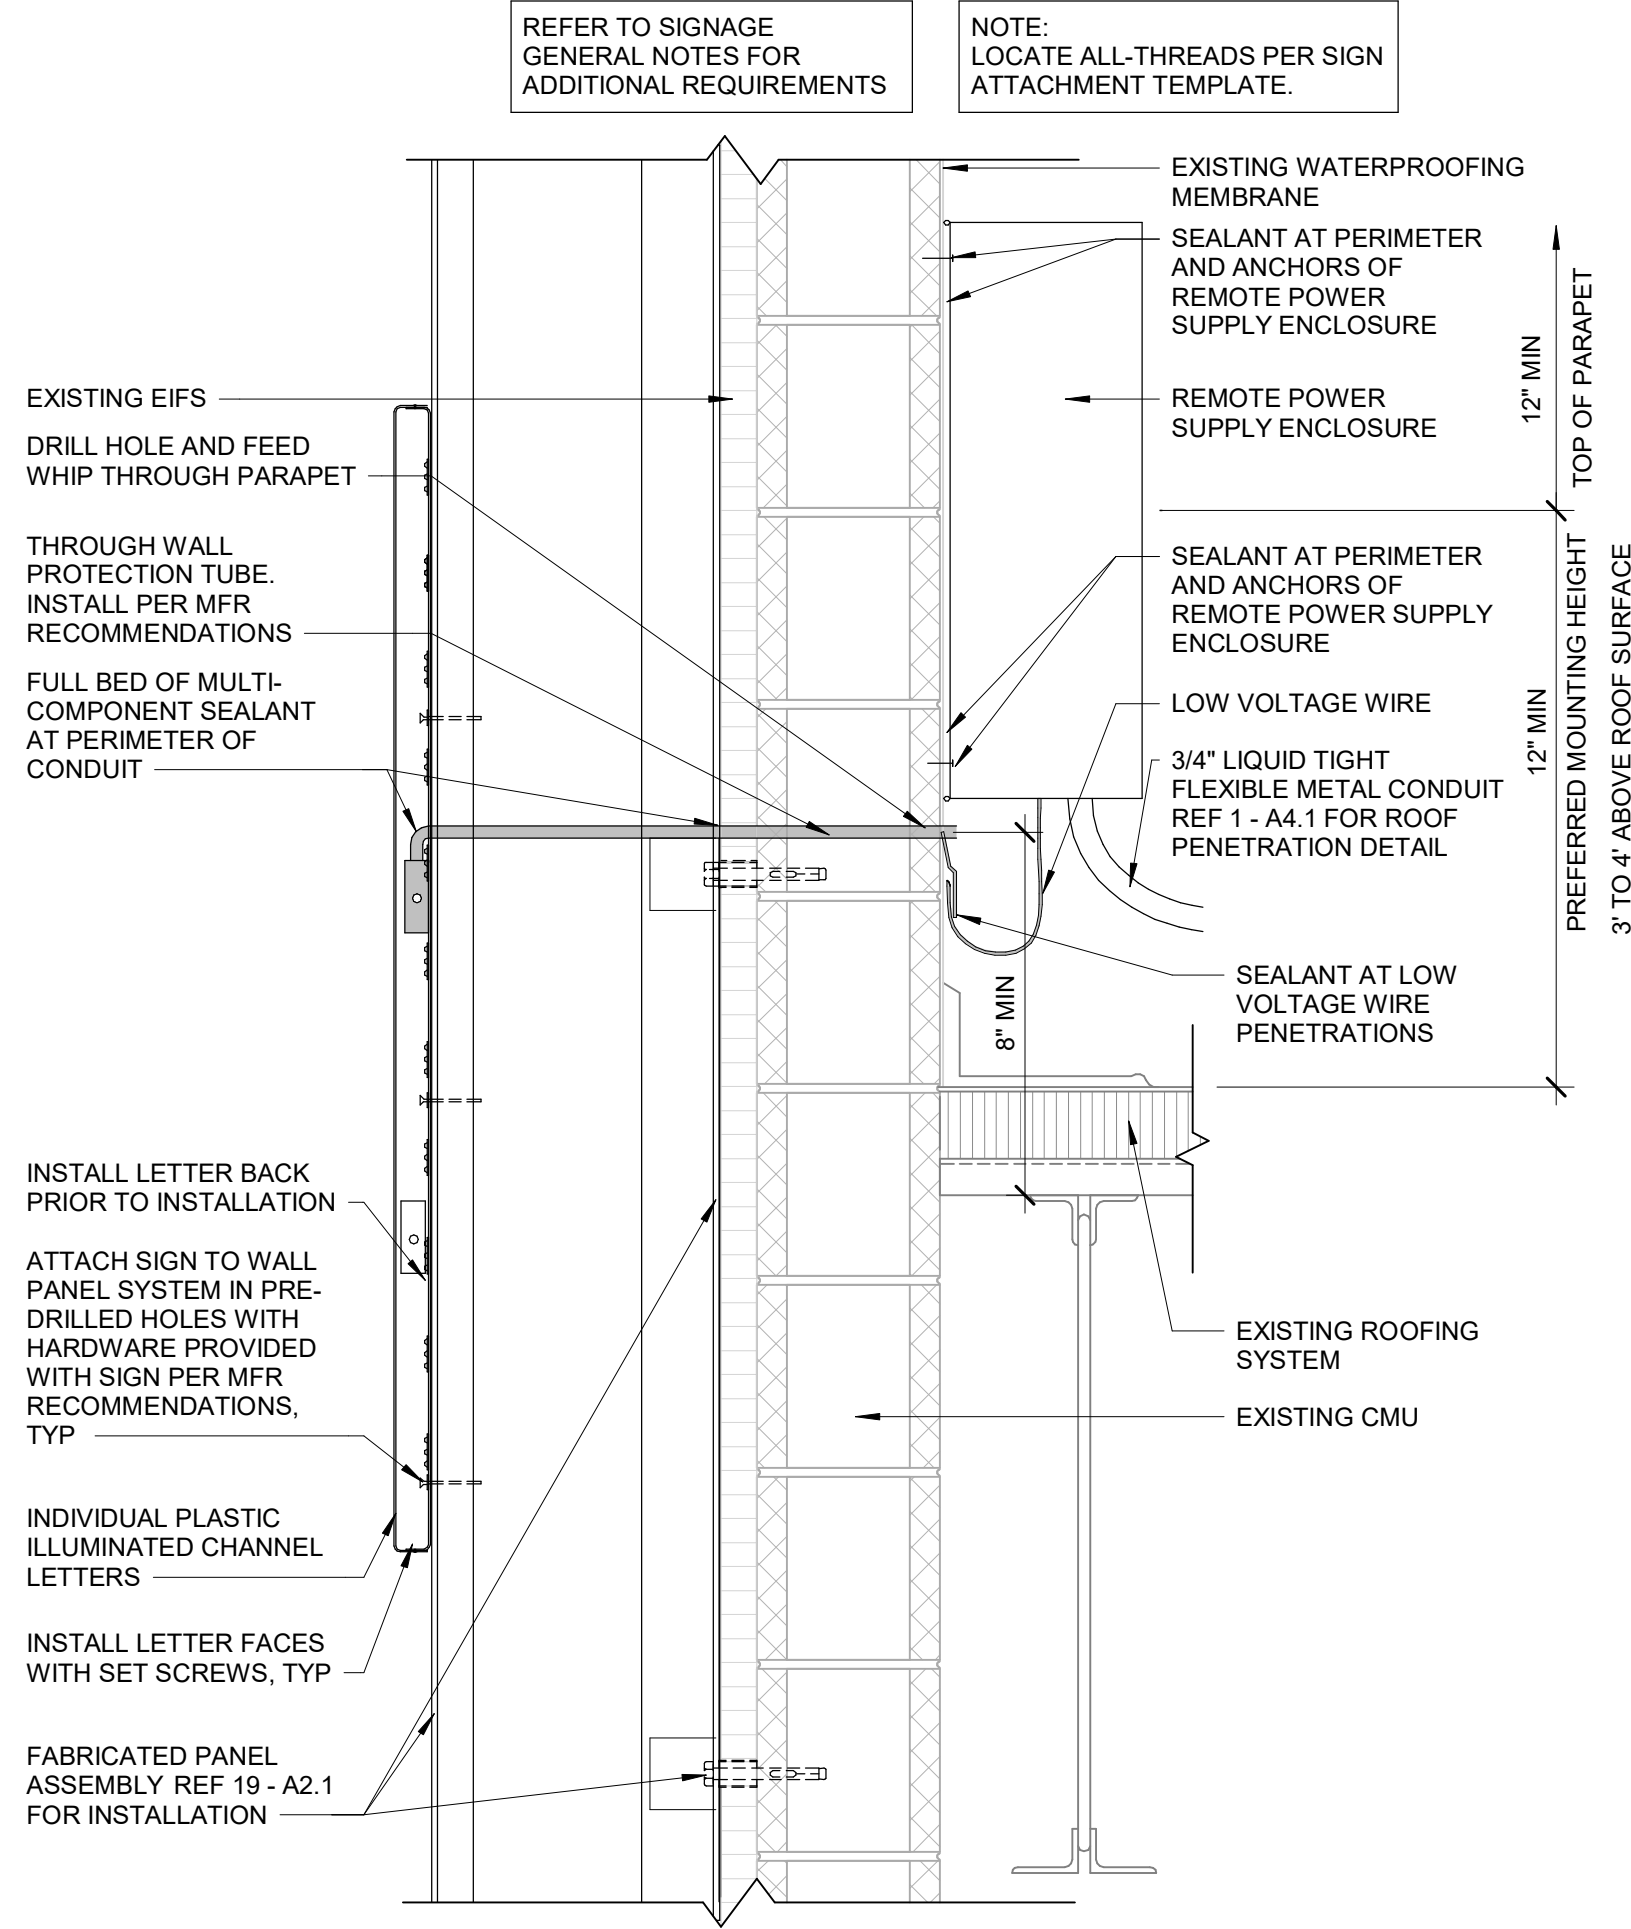 REFER TO SIGNAGE
GENERAL NOTES FOR
ADDITIONAL REQUIREMENTS
NOTE:
LOCATE ALL-THREADS PER SIGN
ATTACHMENT TEMPLATE.
EXISTING EIFS
DRILL HOLE AND FEED
WHIP THROUGH PARAPET
THROUGH WALL
PROTECTION TUBE.
INSTALL PER MFR
RECOMMENDATIONS
FULL BED OF MULTI-
COMPONENT SEALANT
AT PERIMETER OF
CONDUIT
INSTALL LETTER BACK
PRIOR TO INSTALLATION
ATTACH SIGN TO WALL
PANEL SYSTEM IN PRE-
DRILLED HOLES WITH
HARDWARE PROVIDED
WITH SIGN PER MFR
RECOMMENDATIONS,
TYP
INDIVIDUAL PLASTIC
ILLUMINATED CHANNEL
LETTERS
INSTALL LETTER FACES
WITH SET SCREWS, TYP
FABRICATED PANEL
ASSEMBLY REF 19 - A2.1
FOR INSTALLATION
EXISTING WATERPROOFING
MEMBRANE
SEALANT AT PERIMETER
AND ANCHORS OF
REMOTE POWER
SUPPLY ENCLOSURE
REMOTE POWER
SUPPLY ENCLOSURE
SEALANT AT PERIMETER
AND ANCHORS OF
REMOTE POWER SUPPLY
ENCLOSURE
LOW VOLTAGE WIRE
3/4" LIQUID TIGHT
FLEXIBLE METAL CONDUIT
REF 1 - A4.1 FOR ROOF
PENETRATION DETAIL
SEALANT AT LOW
VOLTAGE WIRE
PENETRATIONS
EXISTING ROOFING
SYSTEM
EXISTING CMU
8" MIN
12" MIN
TOP OF PARAPET
12" MIN
PREFERRED MOUNTING HEIGHT
3' TO 4' ABOVE ROOF SURFACE